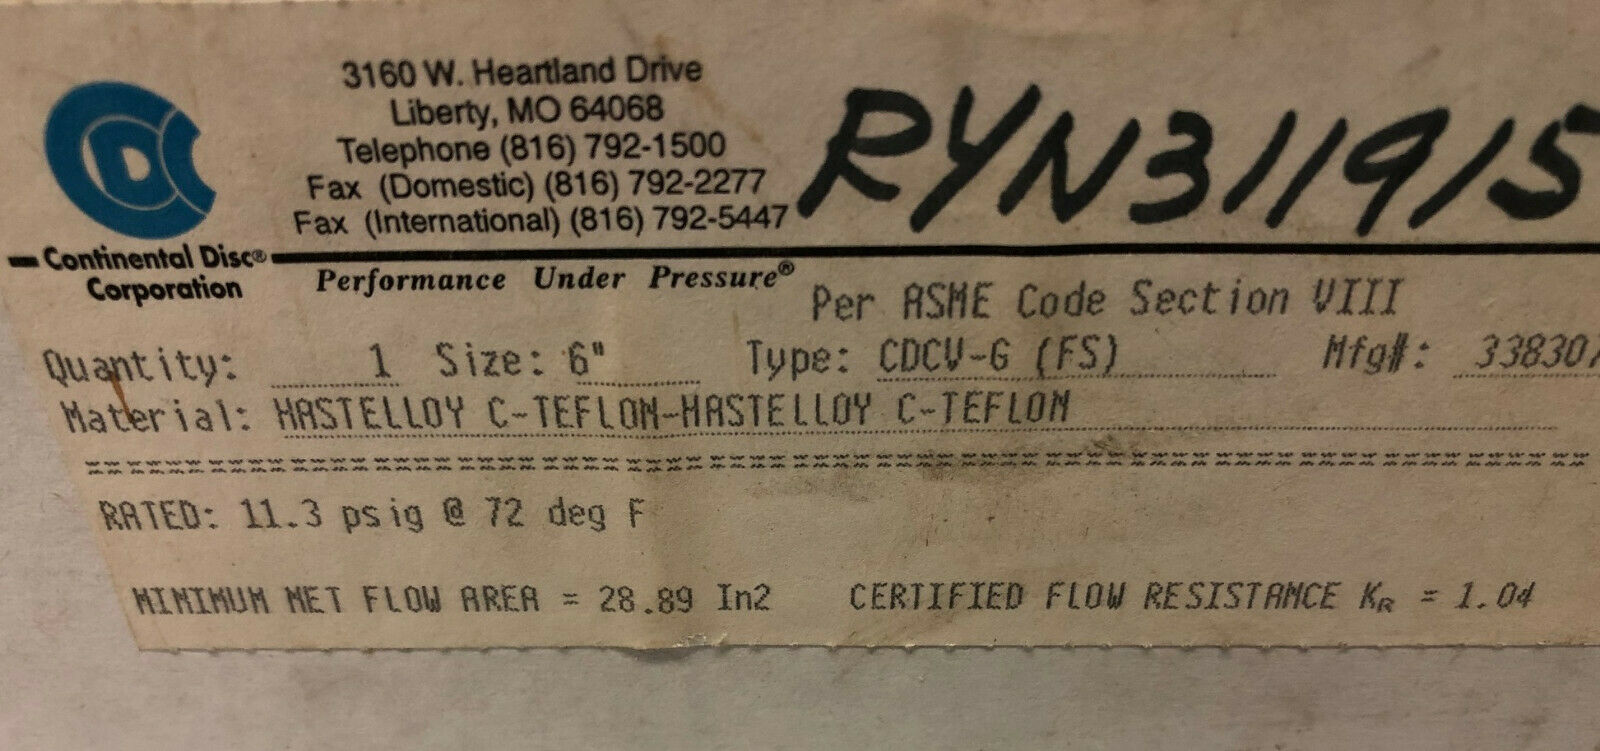 3160 W. Heartland Drive
Liberty, MO 64068
Telephone (816) 792-1500
Fax (Domestic) (816) 792-2277
Fax (International) (816) 792-5447
RYN311915
CDC
Continental Disc®
Corporation
Performance Under Pressure®
Per ASME Code Section VIII
Quantity: 1 Size: 6" Type: CDCV-G (FS) Mfg#: 338307
Material: HASTELLOY C-TEFLON-HASTELLOY C-TEFLON
RATED: 11.3 psig @ 72 deg F
MINIMUM NET FLOW AREA = 28.89 In2 CERTIFIED FLOW RESISTANCE KR = 1.04